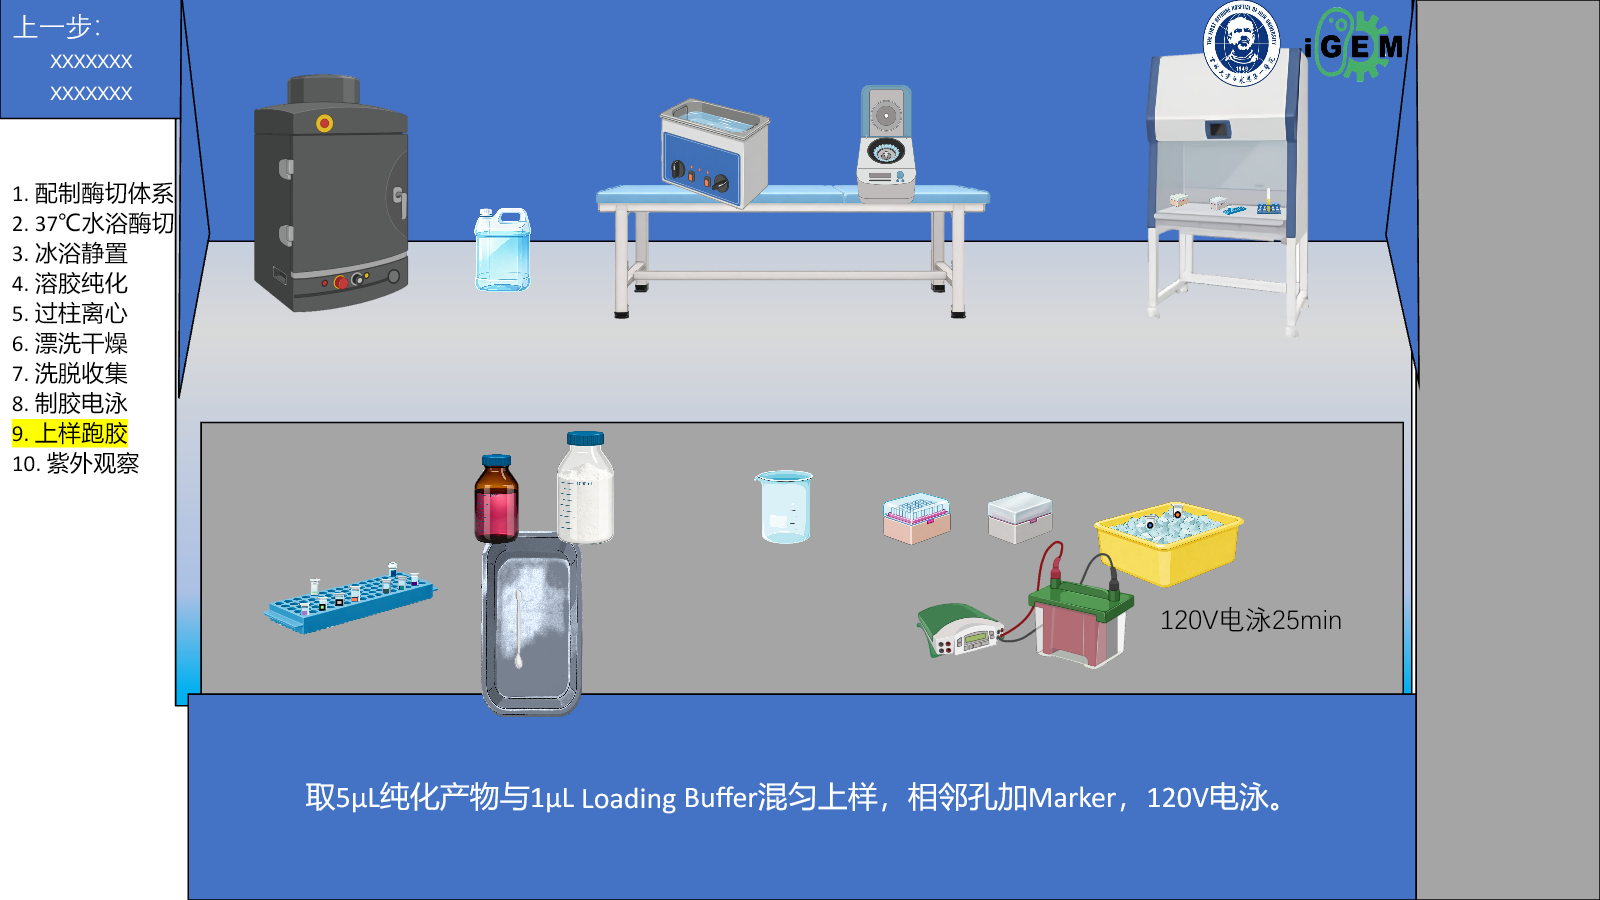 上一步：
XXXXXXX
XXXXXXX
1. 配制酶切体系
2. 37℃水浴酶切
3. 冰浴静置
4. 溶胶纯化
5. 过柱离心
6. 漂洗干燥
7. 洗脱收集
8. 制胶电泳
9. 上样跑胶
10. 紫外观察
iGEM
1949
120V电泳25min
取5μL纯化产物与1μL Loading Buffer混匀上样，相邻孔加Marker，120V电泳。